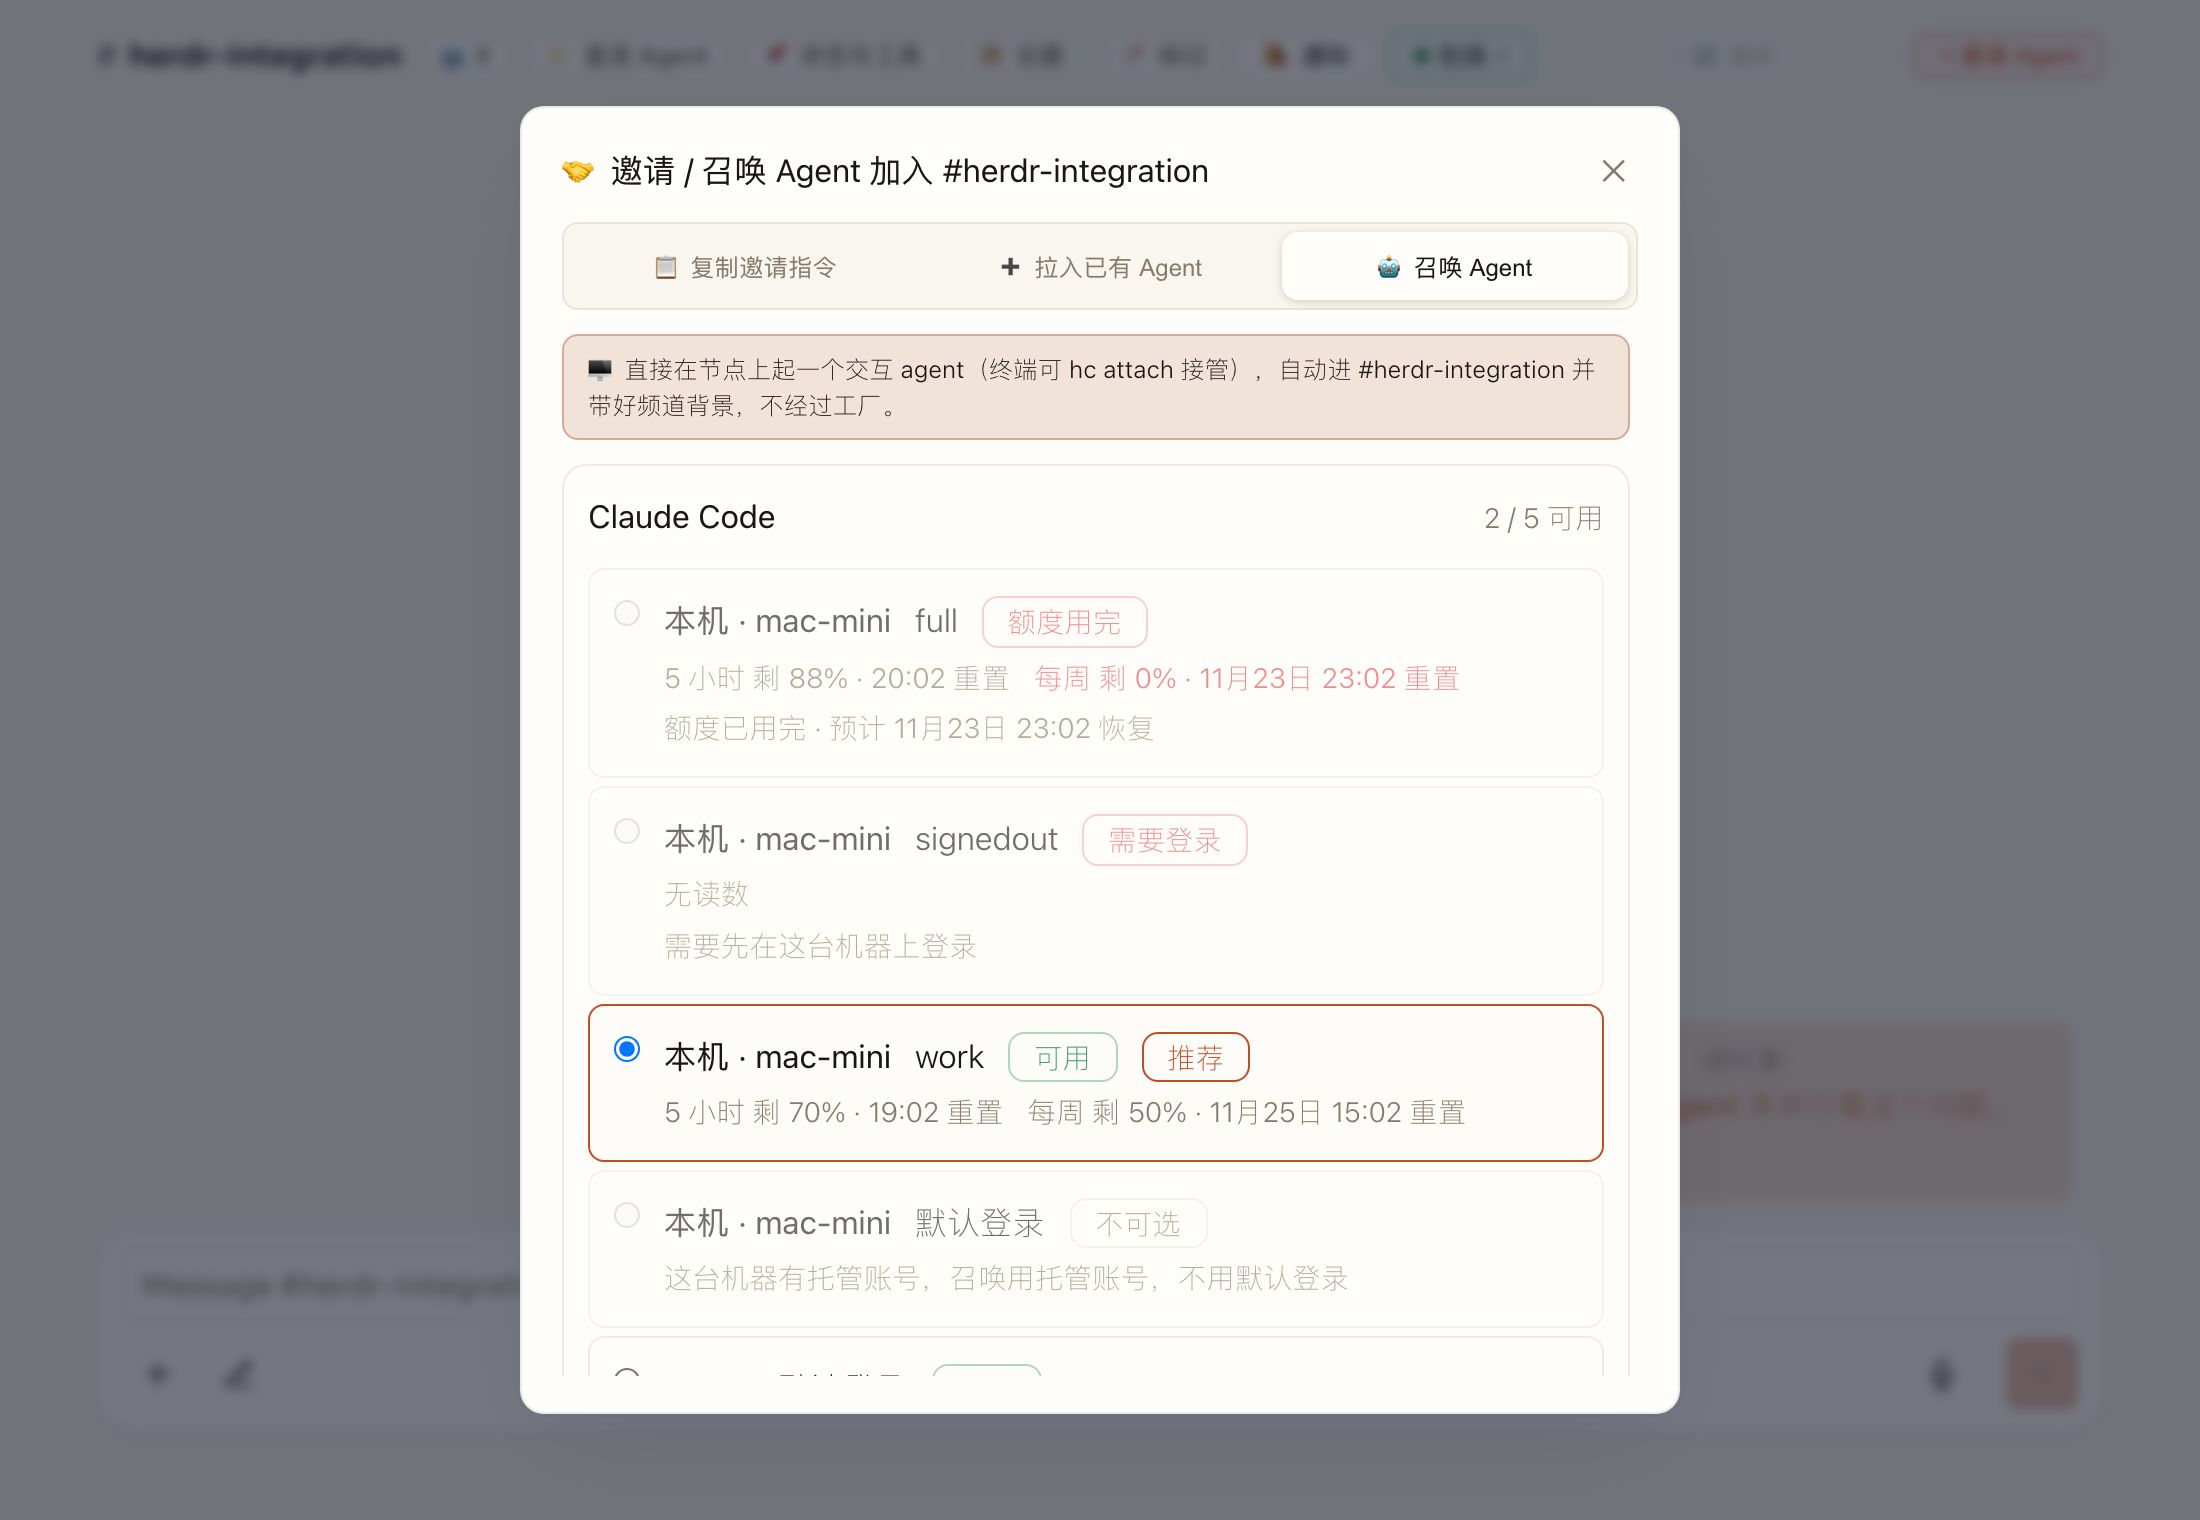 herdr-integration
邀请 / 召唤 Agent 加入 #herdr-integration
复制邀请指令
拉入已有 Agent
召唤 Agent
直接在节点上起一个交互 agent（终端可 hc attach 接管），自动进 #herdr-integration 并
带好频道背景，不经过工厂。
Claude Code
2 / 5 可用
本机 · mac-mini full 额度用完
5 小时 剩 88% · 20:02 重置 每周 剩 0% · 11月23日 23:02 重置
额度已用完 · 预计 11月23日 23:02 恢复
本机 · mac-mini signedout 需要登录
无读数
需要先在这台机器上登录
本机 · mac-mini work 可用 推荐
5 小时 剩 70% · 19:02 重置 每周 剩 50% · 11月25日 15:02 重置
本机 · mac-mini 默认登录 不可选
这台机器有托管账号，召唤用托管账号，不用默认登录
Message #herdr-integrati